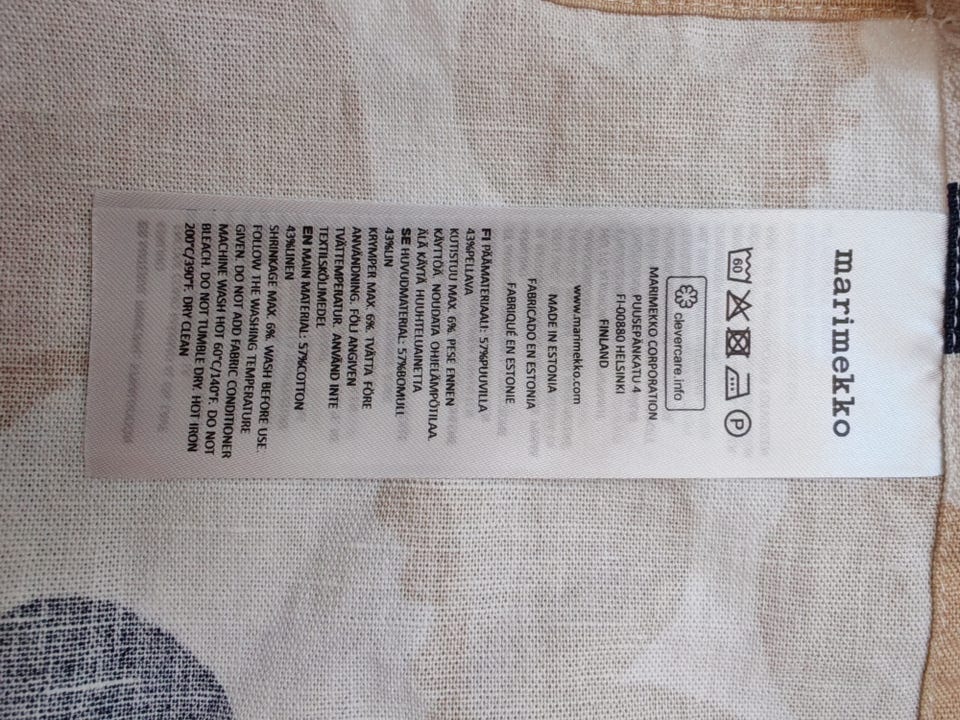 marimekko
60
P
clevercare.info
MARIMEKKO CORPORATION
PUUSEPÄNKATU 4
FI-00880 HELSINKI
FINLAND
www.marimekko.com
MADE IN ESTONIA
FABRICADO EN ESTONIA
FABRIQUÉ EN ESTONIE
FI PÄÄMATERIAALI: 57%PUUVILLA
43%PELLAVA
KUTISTUU MAX. 6% PESE ENNEN
KÄYTTÖÄ. NOUDATA OHJELÄMPÖTILAA.
ÄLÄ KÄYTÄ HUUHTELUAINETTA
SE HUVUDMATERIAL: 57%BOMULL
43%LIN
KRYMPER MAX. 6%. TVÄTTA FÖRE
ANVÄNDNING. FÖLJ ANGIVEN
TVÄTTEMPERATUR. ANVÄND INTE
TEXTILSKÖLJMEDEL
EN MAIN MATERIAL: 57%COTTON
43%LINEN
SHRINKAGE MAX. 6%. WASH BEFORE USE.
FOLLOW THE WASHING TEMPERATURE
GIVEN. DO NOT ADD FABRIC CONDITIONER
MACHINE WASH HOT 60°C/140°F. DO NOT
BLEACH. DO NOT TUMBLE DRY. HOT IRON
200°C/390°F. DRY CLEAN